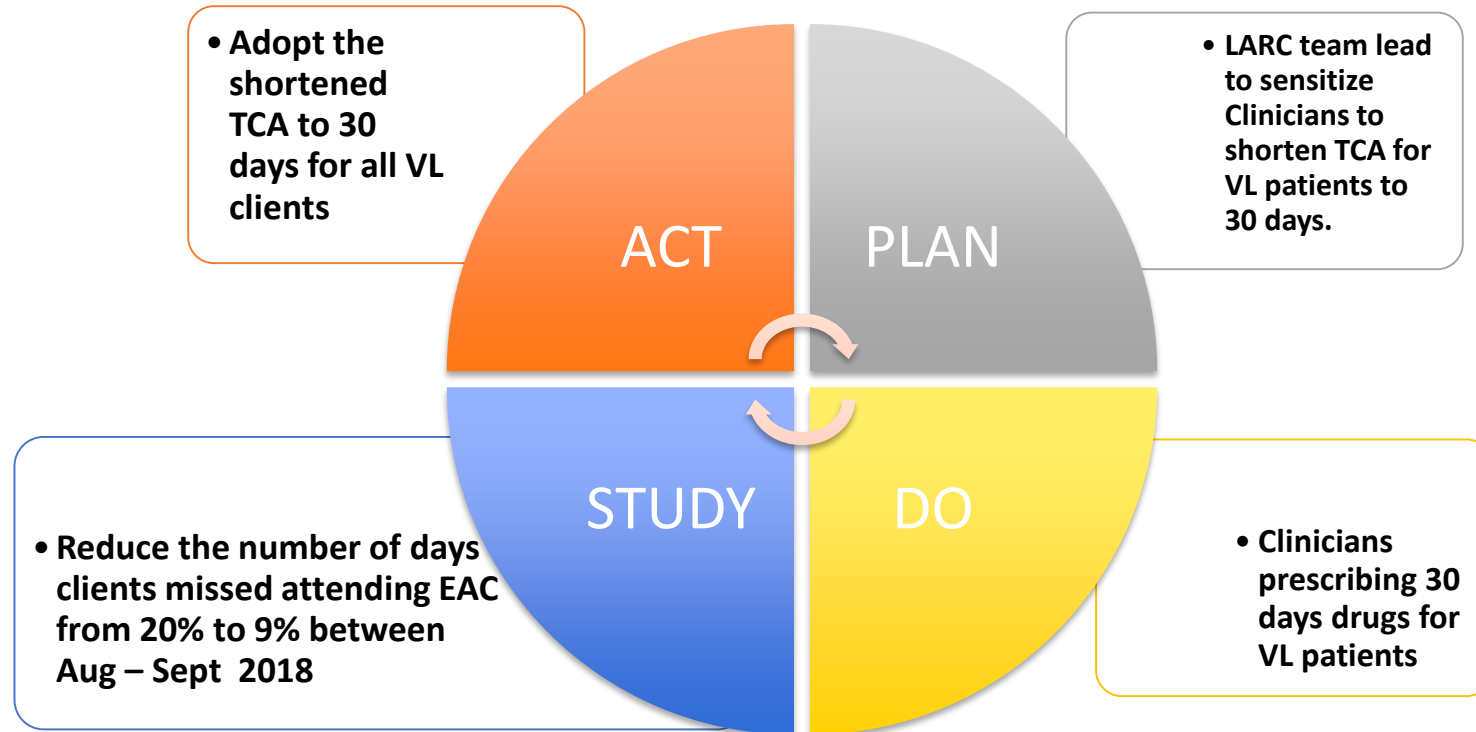 • Adopt the
shortened
TCA to 30
days for all VL
clients
• LARC team lead
to sensitize
Clinicians to
shorten TCA for
VL patients to
30 days.
ACT
PLAN
STUDY
DO
• Reduce the number of days
clients missed attending EAC
from 20% to 9% between
Aug – Sept 2018
• Clinicians
prescribing 30
days drugs for
VL patients